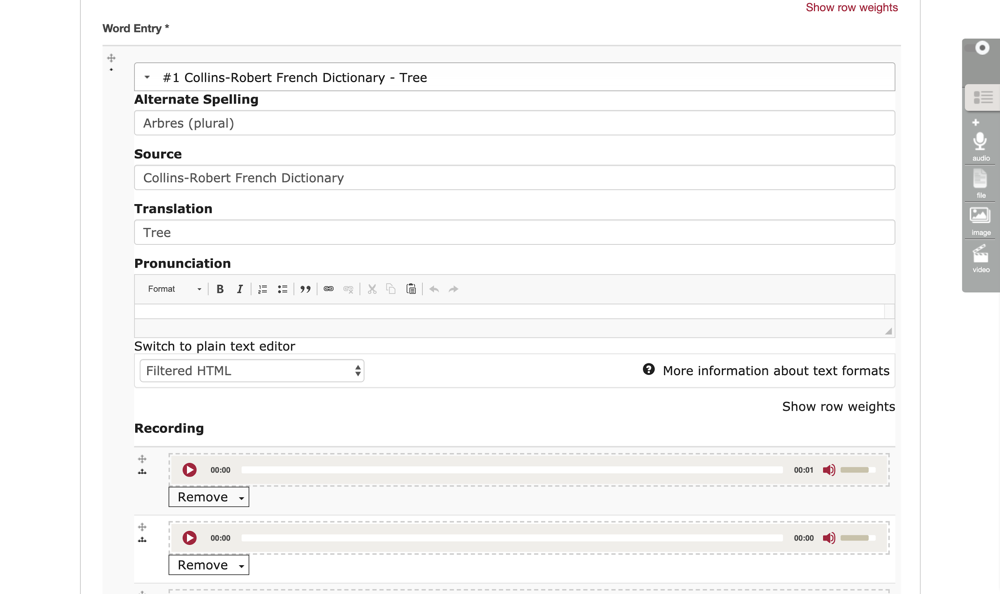 Show row weights
Word Entry *
#1 Collins-Robert French Dictionary - Tree
Alternate Spelling
Arbres (plural)
Source
Collins-Robert French Dictionary
Translation
Tree
Pronunciation
Format
Switch to plain text editor
Filtered HTML
More information about text formats
Show row weights
Recording
00:00 00:01
Remove
00:00 00:00
Remove
audio
file
image
video